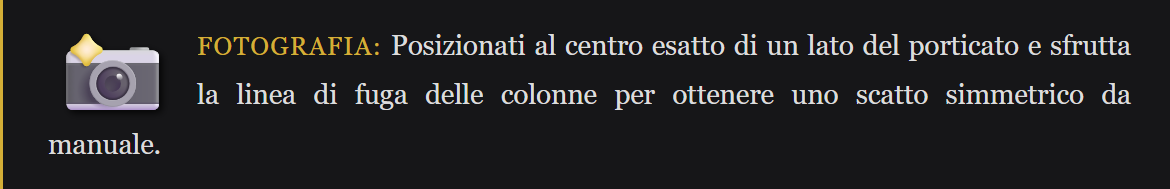 FOTOGRAFIA: Posizionati al centro esatto di un lato del porticato e sfrutta
la linea di fuga delle colonne per ottenere uno scatto simmetrico da
manuale.